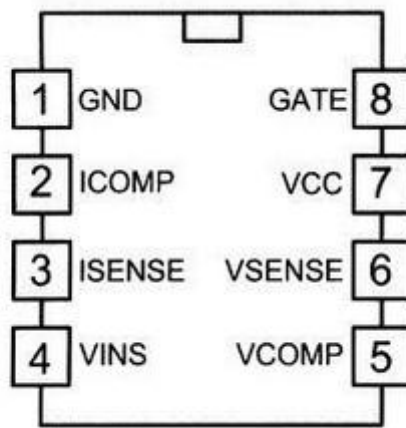 1 GND GATE 8
2 ICOMP VCC 7
3 ISENSE VSENSE 6
4 VINS VCOMP 5